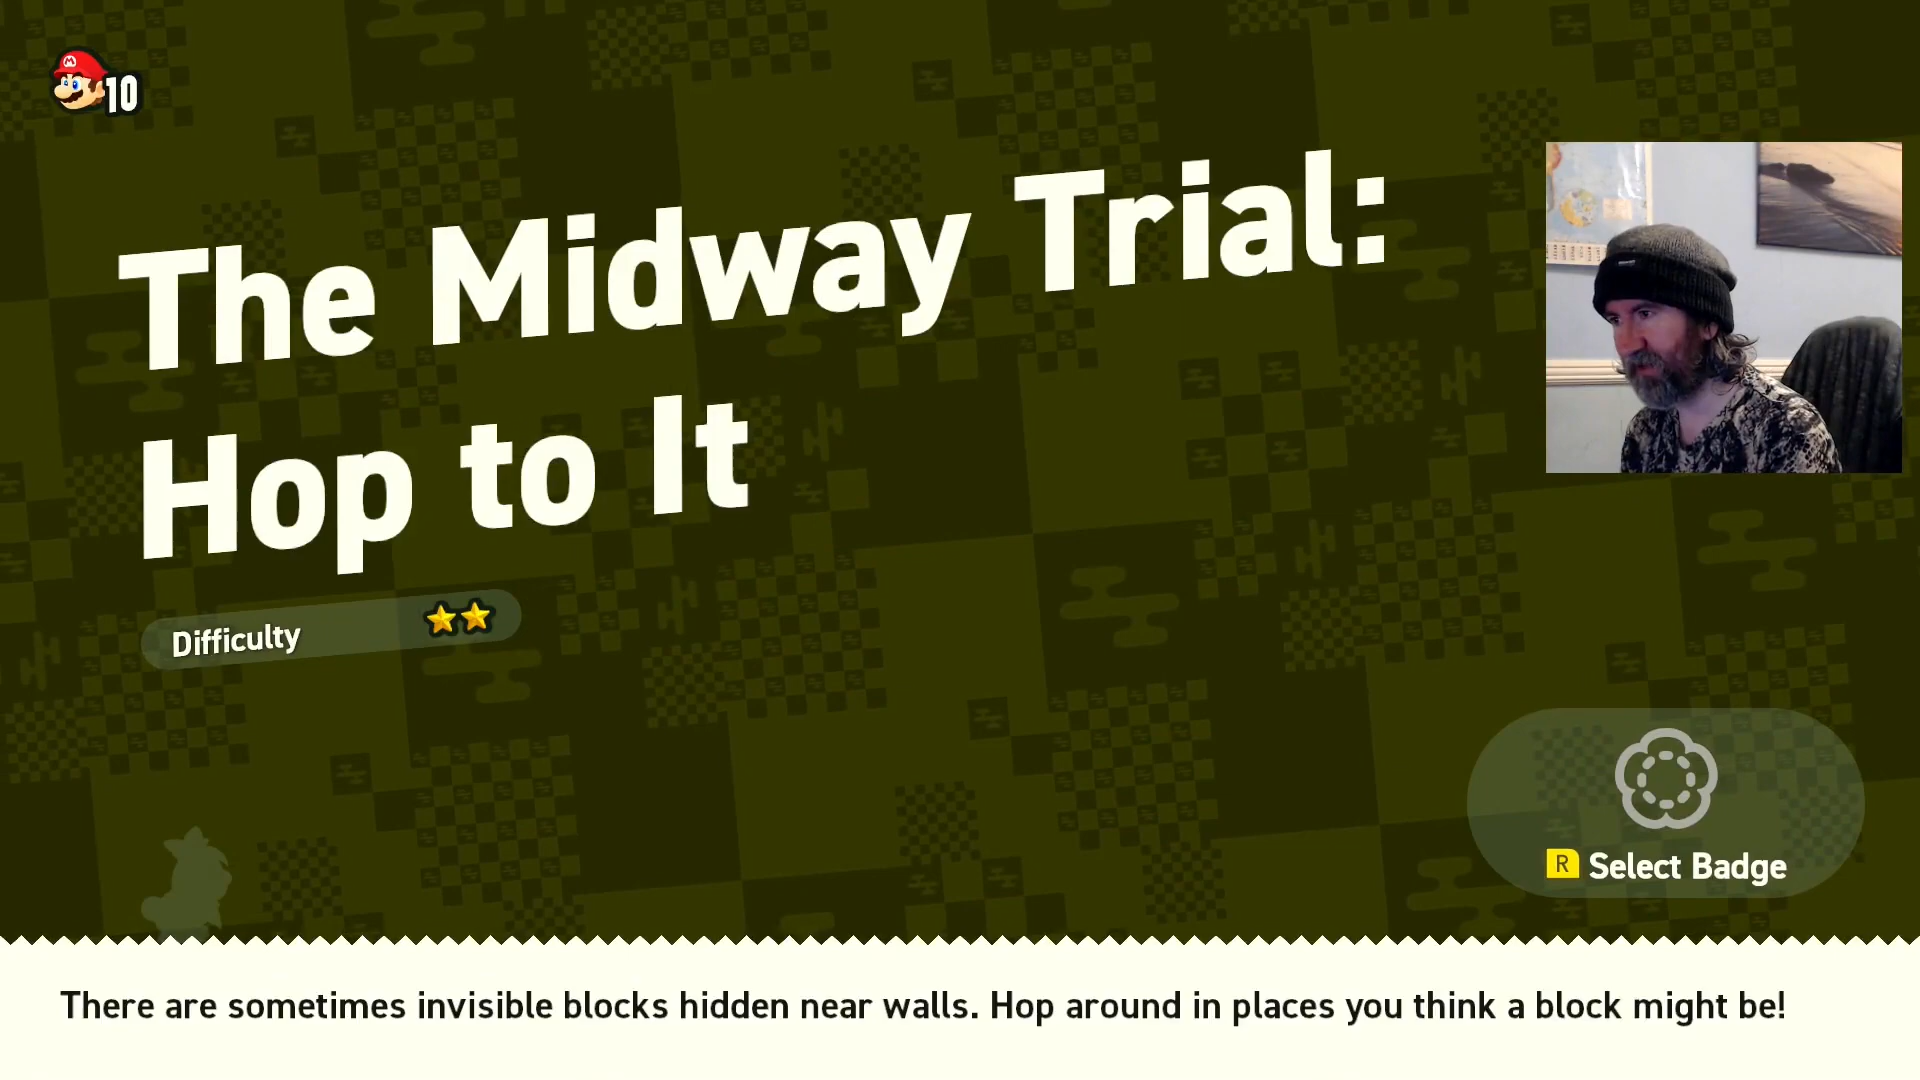 10
The Midway Trial:
Hop to It
Difficulty
R Select Badge
There are sometimes invisible blocks hidden near walls. Hop around in places you think a block might be!